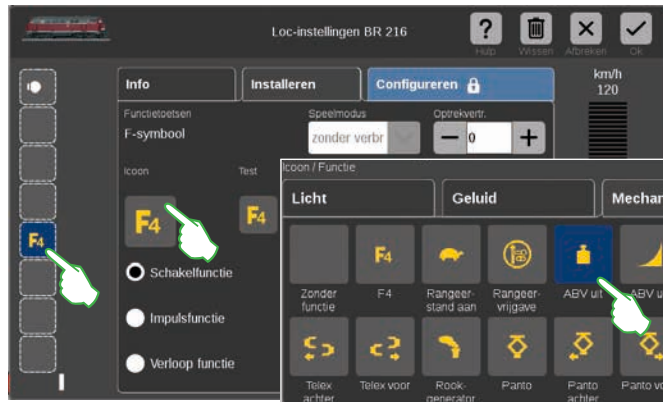 Loc-instellingen BR 216
?
Hulp Wissen Afbreken Ok
Info Installeren Configureren
km/h
120
Functietoetsen Speelmodus Optrekvertr.
F-symbool zonder verbr — 0 +
Icoon Test
F4 F4
F4
Schakelfunctie
Impulsfunctie
Verloop functie
Icoon / Functie
Licht Geluid Mechan
F4
Zonder functie
F4
Rangeer-stand aan
Rangeer-vrijgave
ABV uit
ABV u
Telex achter
Telex voor
Rook-generator
Panto
Panto achter
Panto vo